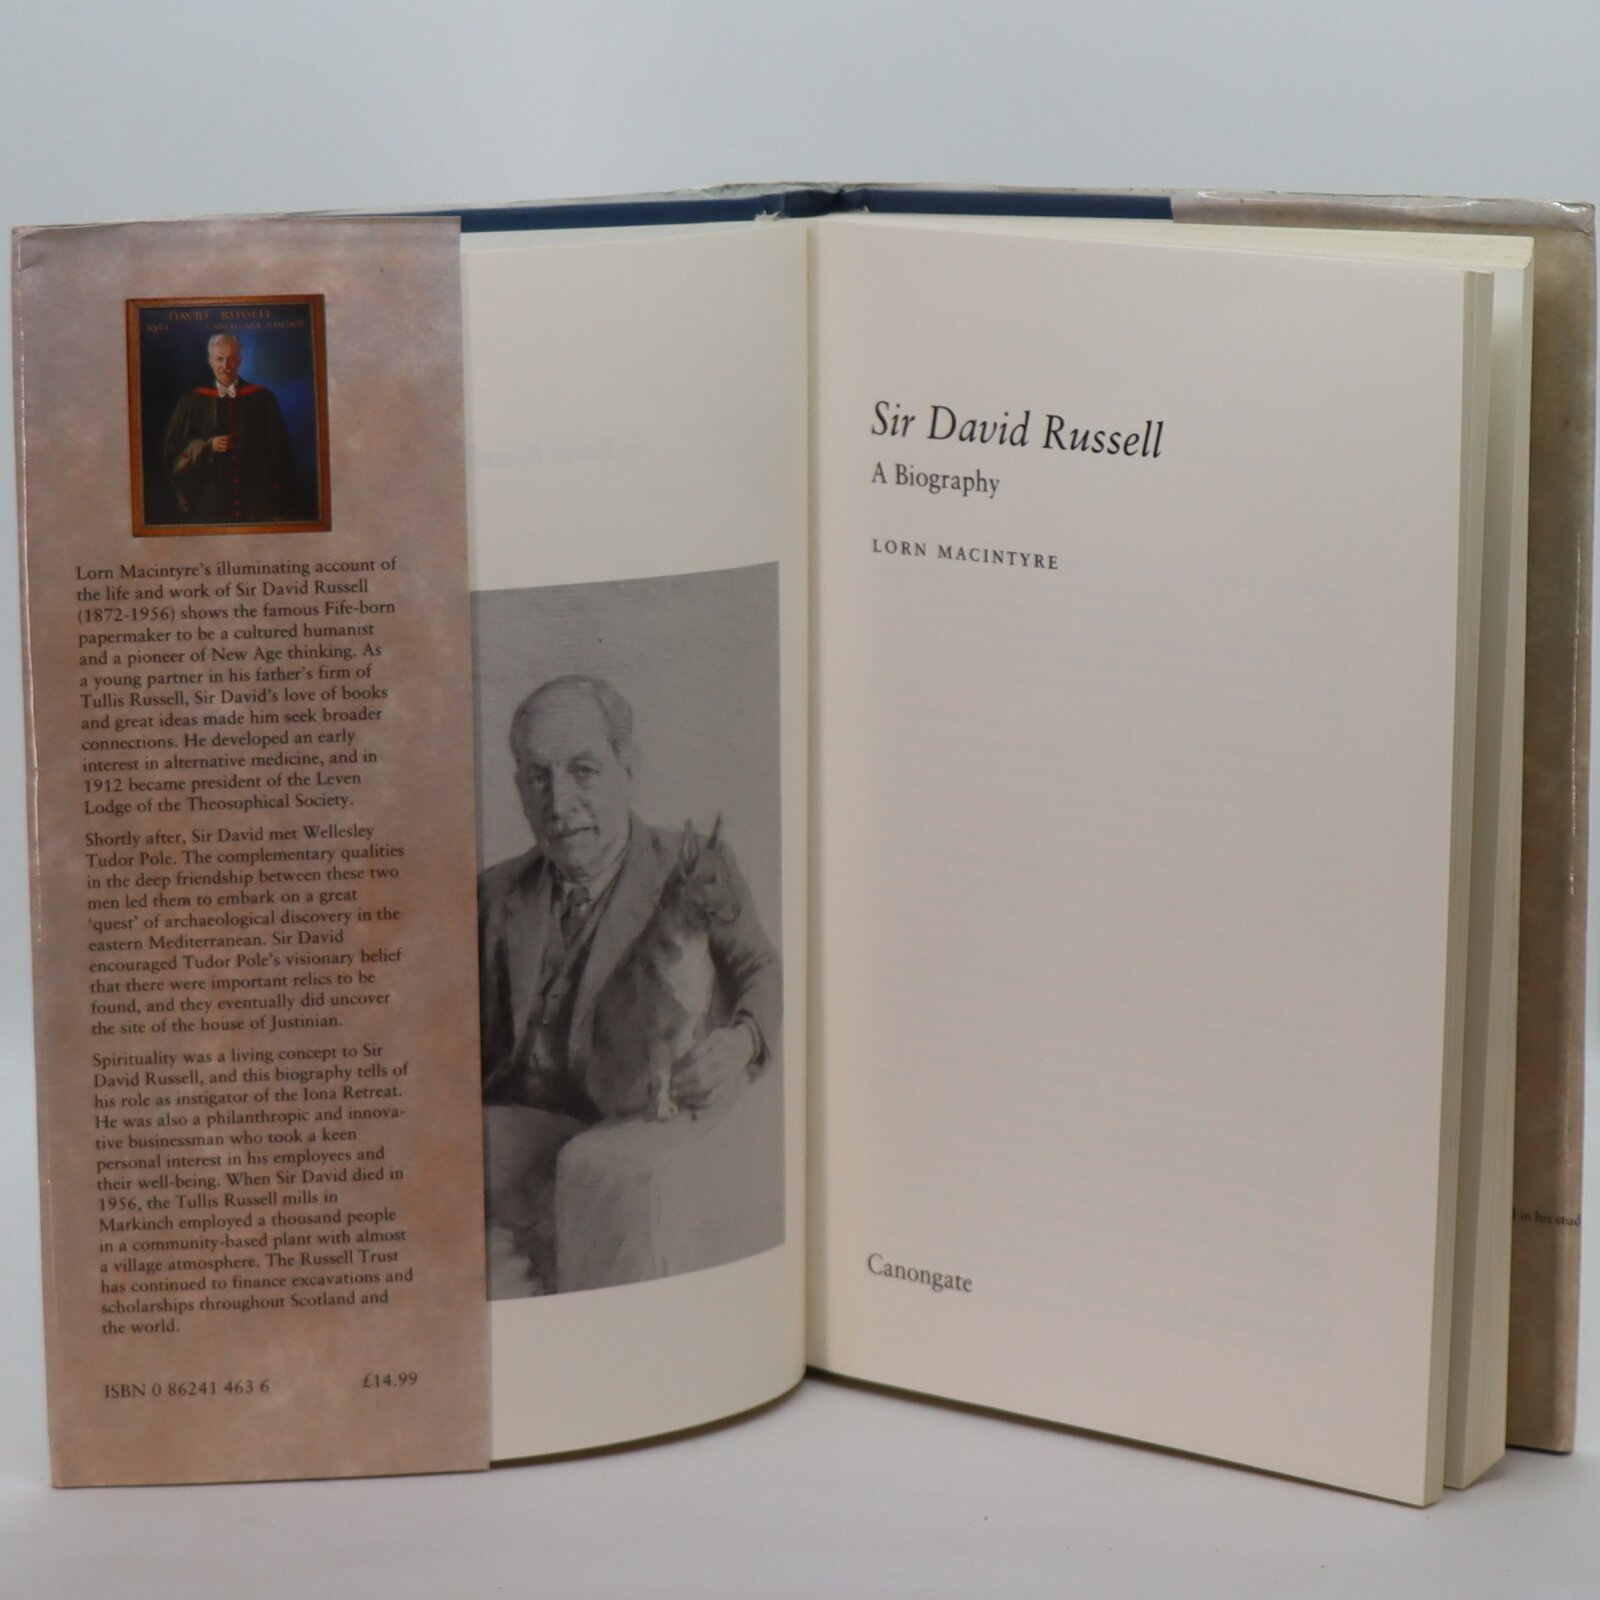 DAVID RUSSELL
1941
Lorn Macintyre's illuminating account of
the life and work of Sir David Russell
(1872-1956) shows the famous Fife-born
papermaker to be a cultured humanist
and a pioneer of New Age thinking. As
a young partner in his father's firm of
Tullis Russell, Sir David's love of books
and great ideas made him seek broader
connections. He developed an early
interest in alternative medicine, and in
1912 became president of the Leven
Lodge of the Theosophical Society.
Shortly after, Sir David met Wellesley
Tudor Pole. The complementary qualities
in the deep friendship between these two
men led them to embark on a great
'quest' of archaeological discovery in the
eastern Mediterranean. Sir David
encouraged Tudor Pole's visionary belief
that there were important relics to be
found, and they eventually did uncover
the site of the house of Justinian.
Spirituality was a living concept to Sir
David Russell, and this biography tells of
his role as instigator of the Iona Retreat.
He was also a philanthropic and innova-
tive businessman who took a keen
personal interest in his employees and
their well-being. When Sir David died in
1956, the Tullis Russell mills in
Markinch employed a thousand people
in a community-based plant with almost
a village atmosphere. The Russell Trust
has continued to finance excavations and
scholarships throughout Scotland and
the world.
ISBN 0 86241 463 6 £14.99
Sir David Russell
A Biography
LORN MACINTYRE
Canongate
in his stud